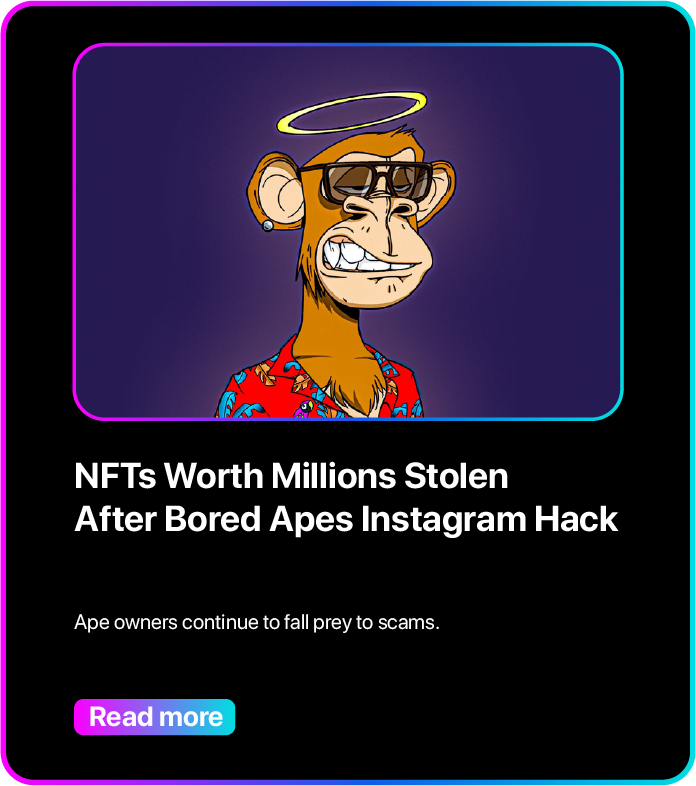 NFTs Worth Millions Stolen
After Bored Apes Instagram Hack
Ape owners continue to fall prey to scams.
Read more